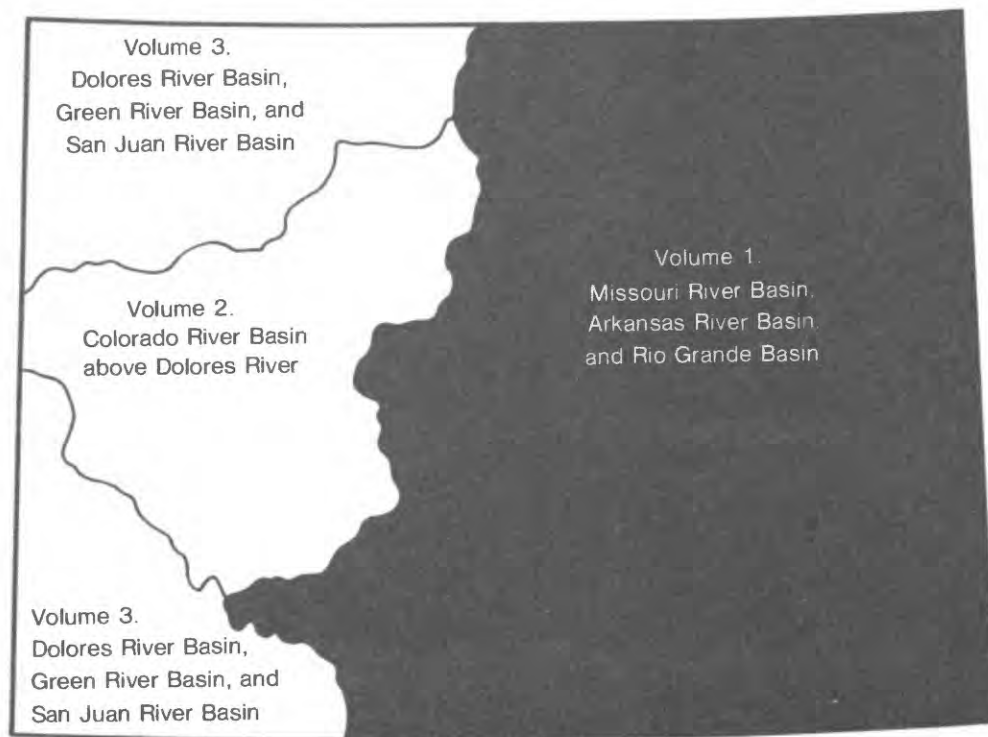 Volume 3.
Dolores River Basin,
Green River Basin, and
San Juan River Basin
Volume 2.
Colorado River Basin
above Dolores River
Volume 1.
Missouri River Basin,
Arkansas River Basin
and Rio Grande Basin
Volume 3.
Dolores River Basin,
Green River Basin, and
San Juan River Basin